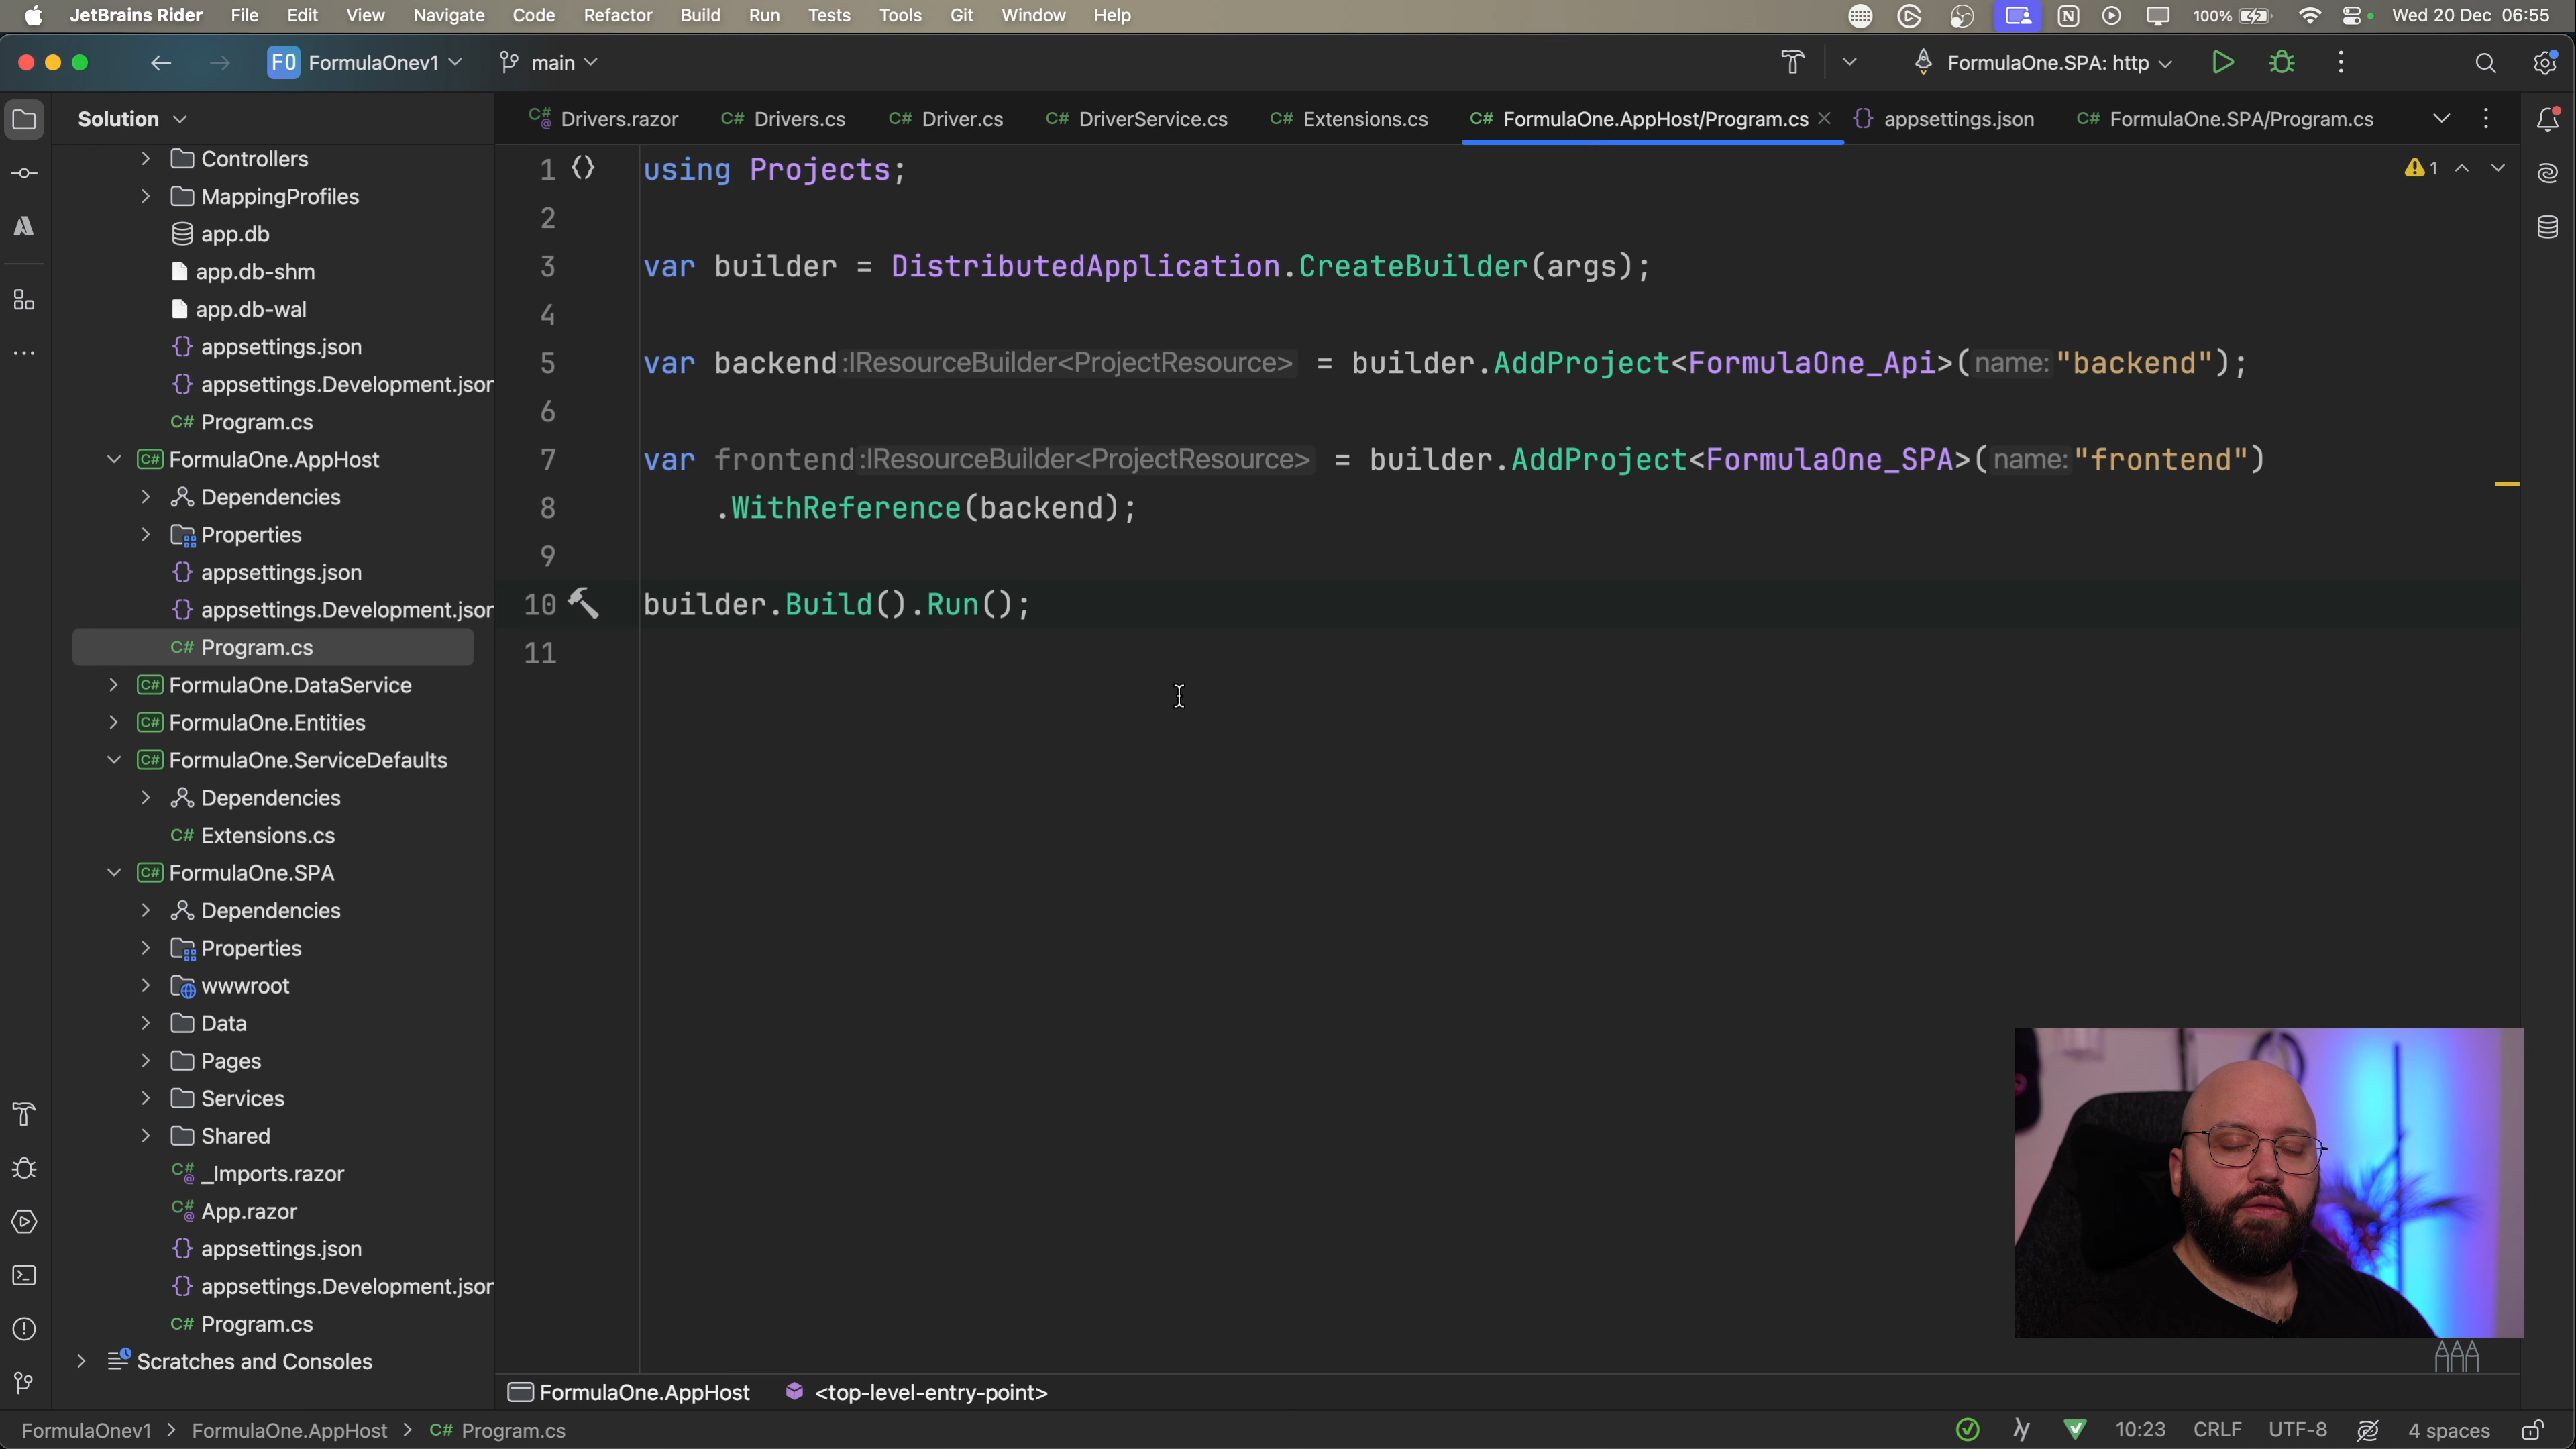 JetBrains Rider File Edit View Navigate Code Refactor Build Run Tests Tools Git Window Help 100% Wed 20 Dec 06:55
FO FormulaOnev1 main FormulaOne.SPA: http
Solution
Drivers.razor C# Drivers.cs C# Driver.cs C# DriverService.cs C# Extensions.cs C# FormulaOne.AppHost/Program.cs {} appsettings.json C# FormulaOne.SPA/Program.cs
Controllers
MappingProfiles
app.db
app.db-shm
app.db-wal
{} appsettings.json
{} appsettings.Development.json
C# Program.cs
C# FormulaOne.AppHost
Dependencies
Properties
{} appsettings.json
{} appsettings.Development.json
C# Program.cs
C# FormulaOne.DataService
C# FormulaOne.Entities
C# FormulaOne.ServiceDefaults
Dependencies
C# Extensions.cs
C# FormulaOne.SPA
Dependencies
Properties
wwwroot
Data
Pages
Services
Shared
C# _Imports.razor
C# App.razor
{} appsettings.json
{} appsettings.Development.json
C# Program.cs
Scratches and Consoles
1 using Projects;
2
3 var builder = DistributedApplication.CreateBuilder(args);
4
5 var backend :IResourceBuilder<ProjectResource> = builder.AddProject<FormulaOne_Api>( name: "backend");
6
7 var frontend :IResourceBuilder<ProjectResource> = builder.AddProject<FormulaOne_SPA>( name: "frontend")
8 .WithReference(backend);
9
10 builder.Build().Run();
11
1
FormulaOne.AppHost <top-level-entry-point>
FormulaOnev1 > FormulaOne.AppHost > C# Program.cs 10:23 CRLF UTF-8 4 spaces